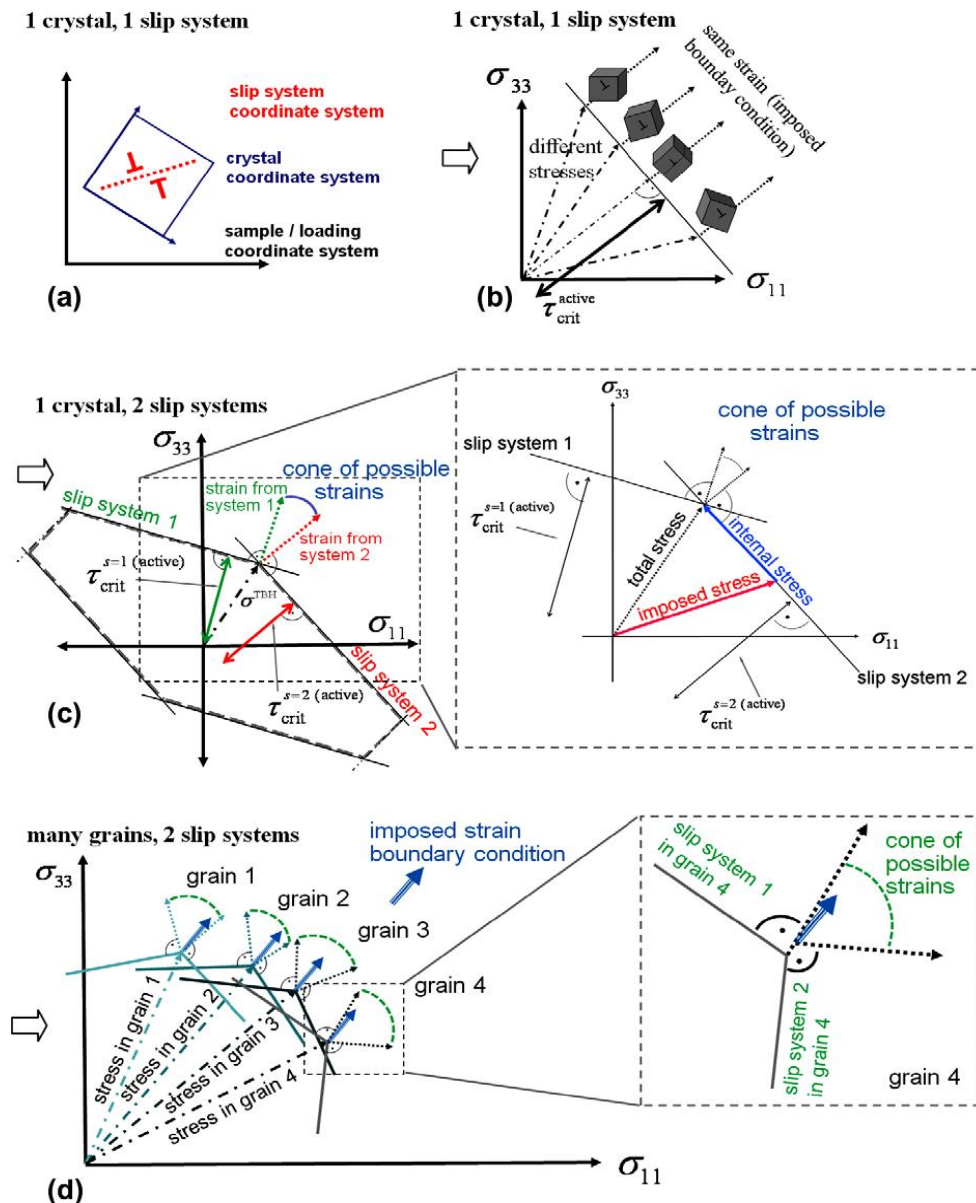 1 crystal, 1 slip system
slip system
coordinate system
crystal
coordinate system
sample / loading
coordinate system
(a)
1 crystal, 1 slip system
σ33
same strain (imposed
bounday condition)
different
stresses
σ11
τ active crit
(b)
1 crystal, 2 slip systems
σ33
cone of possible
strains
slip system 1
strain from
system 1
strain from
system 2
τ s=1 (active) crit
σ TBH
σ11
slip system 2
τ s=2 (active) crit
(c)
σ33
cone of possible
strains
slip system 1
τ s=1 (active) crit
total stress
internal stress
imposed stress
σ11
slip system 2
τ s=2 (active) crit
many grains, 2 slip systems
imposed strain
boundary condition
σ33
grain 1
grain 2
grain 3
grain 4
stress in grain 1
stress in grain 2
stress in grain 3
stress in grain 4
σ11
(d)
slip system 1
in grain 4
cone of
possible
strains
slip system 2
in grain 4
grain 4